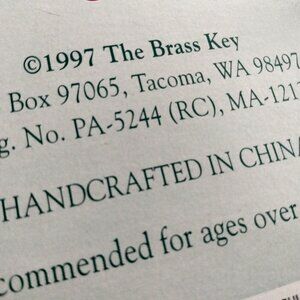 ©1997 The Brass Key
Box 97065, Tacoma, WA 98497
g. No. PA-5244 (RC), MA-1217
HANDCRAFTED IN CHINA
commended for ages over